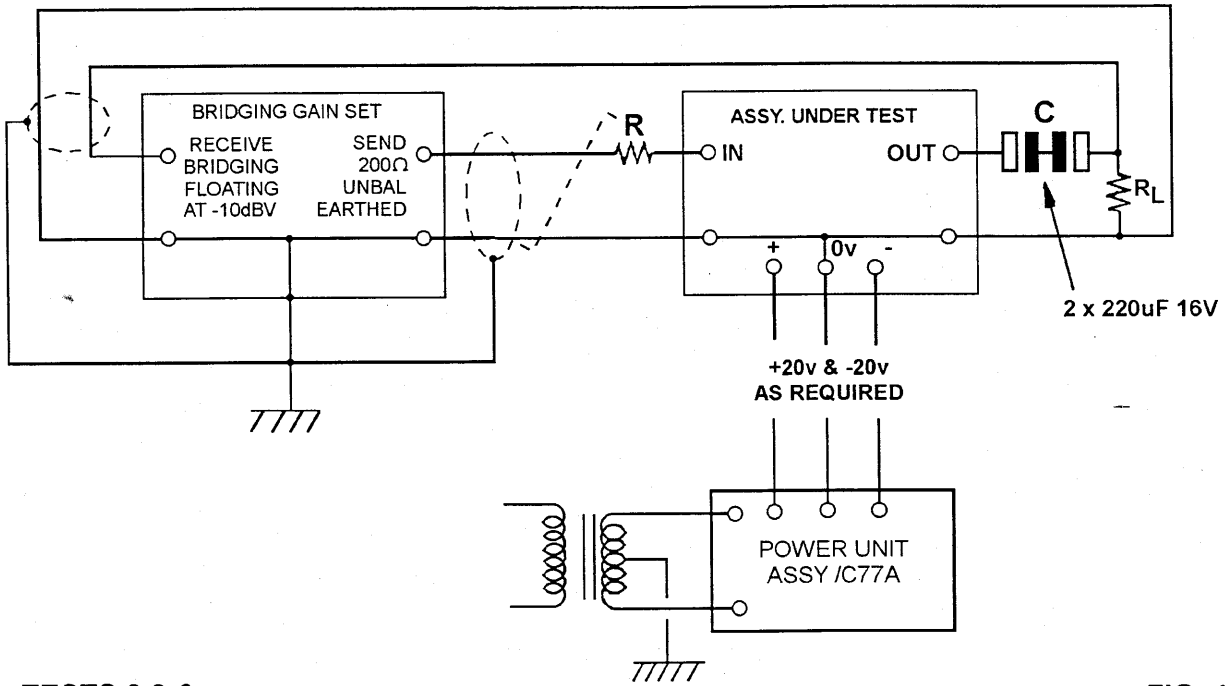 BRIDGING GAIN SET
RECEIVE
BRIDGING
FLOATING
AT -10dBV
SEND
200Ω
UNBAL
EARTHED
R
ASSY. UNDER TEST
IN
OUT
+
0v
-
C
RL
2 x 220uF 16V
+20v & -20v
AS REQUIRED
POWER UNIT
ASSY /C77A